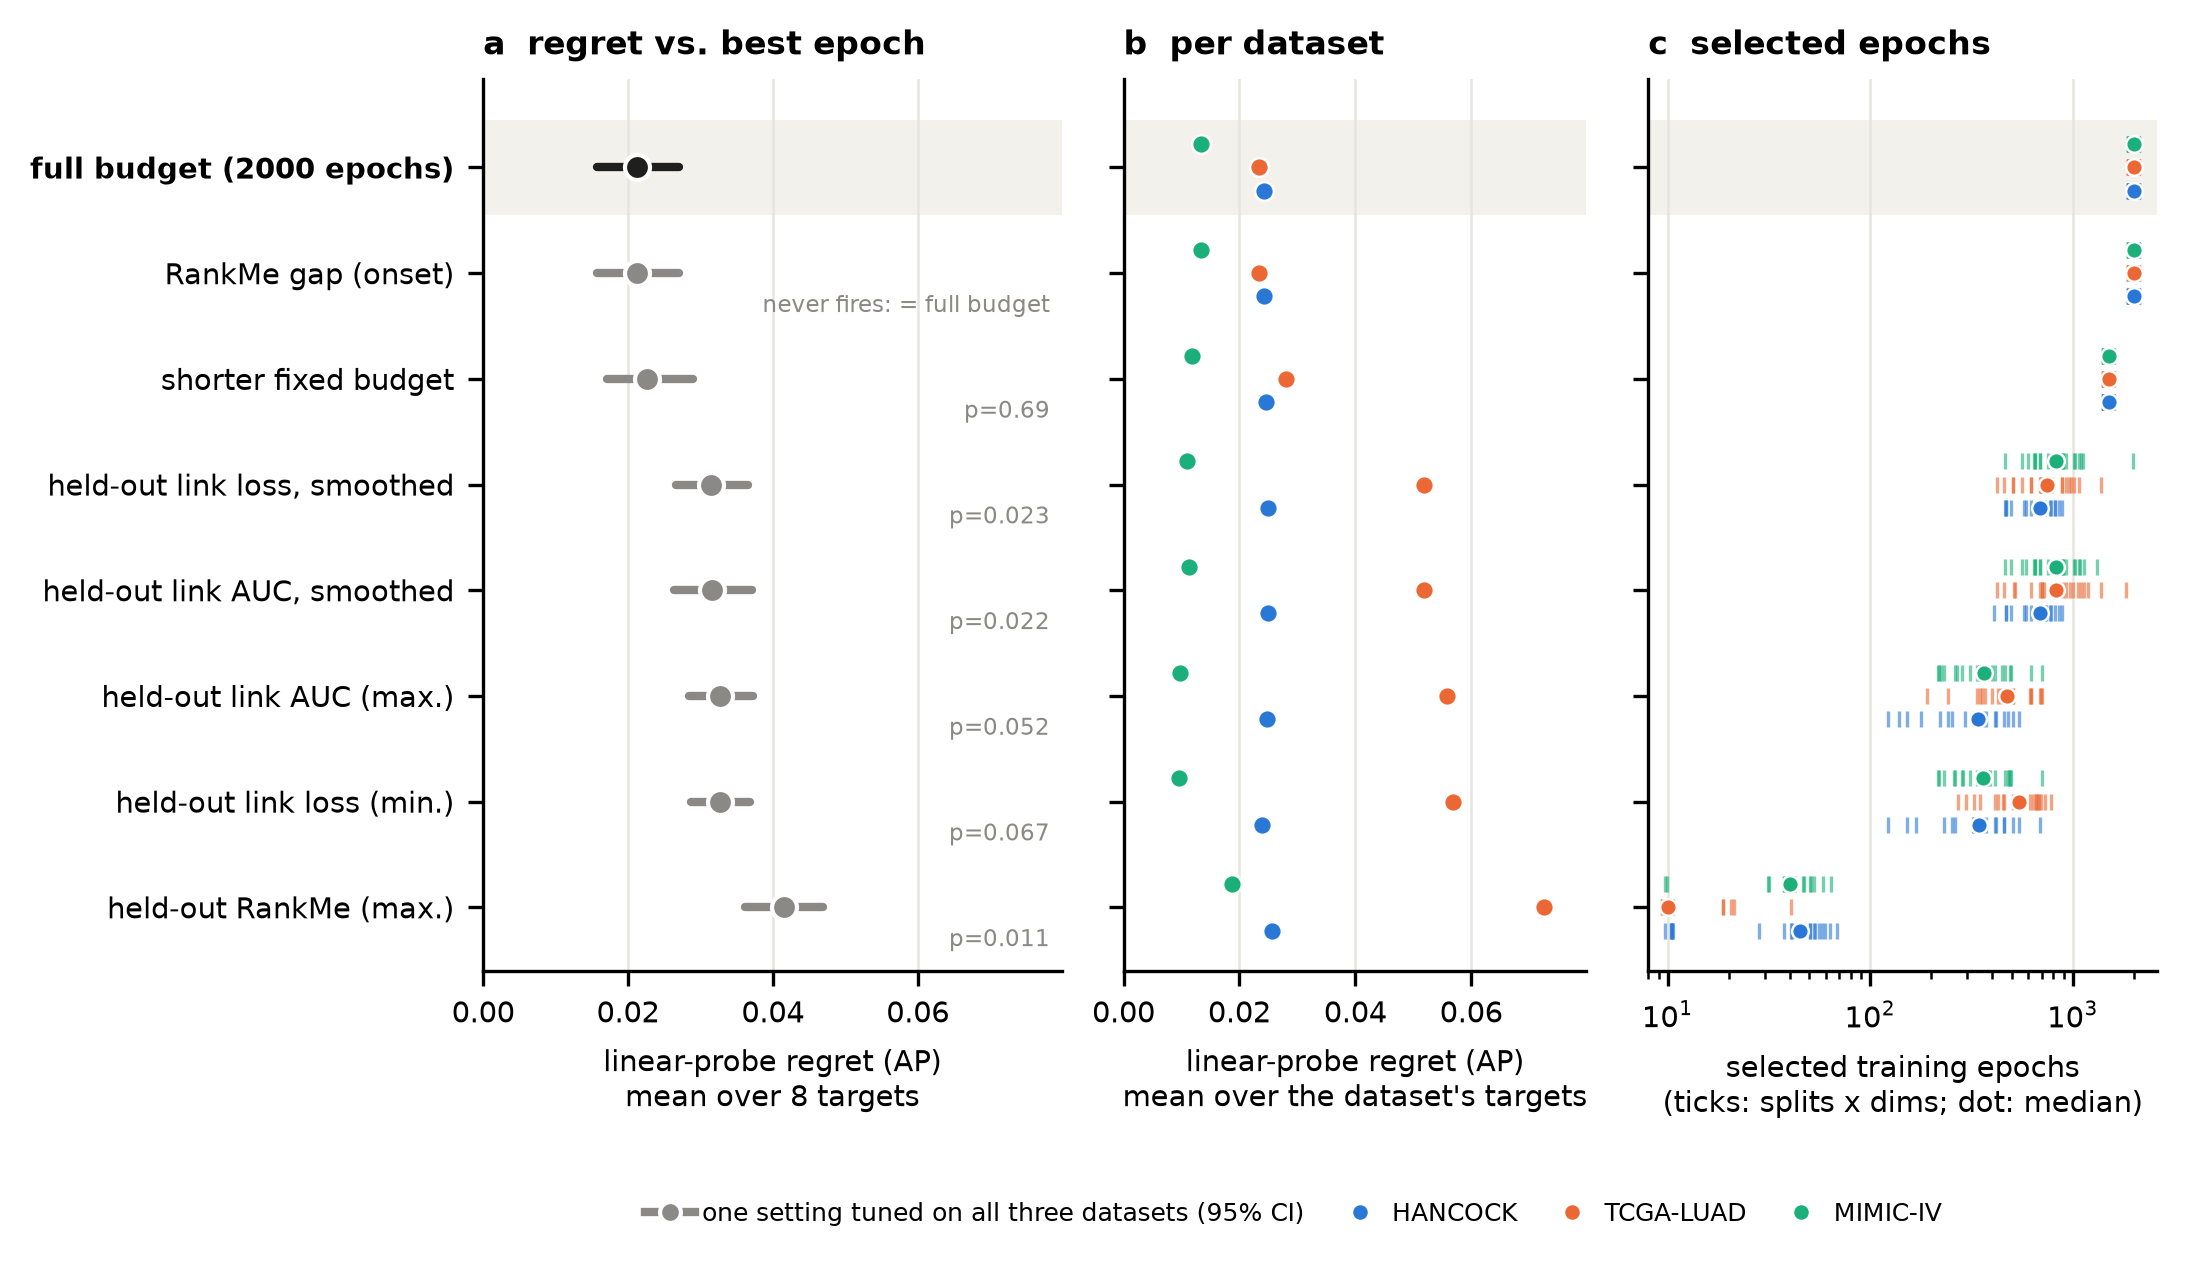 a regret vs. best epoch
b per dataset
c selected epochs
full budget (2000 epochs)
RankMe gap (onset)
never fires: = full budget
shorter fixed budget
p=0.69
held-out link loss, smoothed
p=0.023
held-out link AUC, smoothed
p=0.022
held-out link AUC (max.)
p=0.052
held-out link loss (min.)
p=0.067
held-out RankMe (max.)
p=0.011
0.00 0.02 0.04 0.06
linear-probe regret (AP)
mean over 8 targets
0.00 0.02 0.04 0.06
linear-probe regret (AP)
mean over the dataset's targets
10¹ 10² 10³
selected training epochs
(ticks: splits x dims; dot: median)
one setting tuned on all three datasets (95% CI) HANCOCK TCGA-LUAD MIMIC-IV